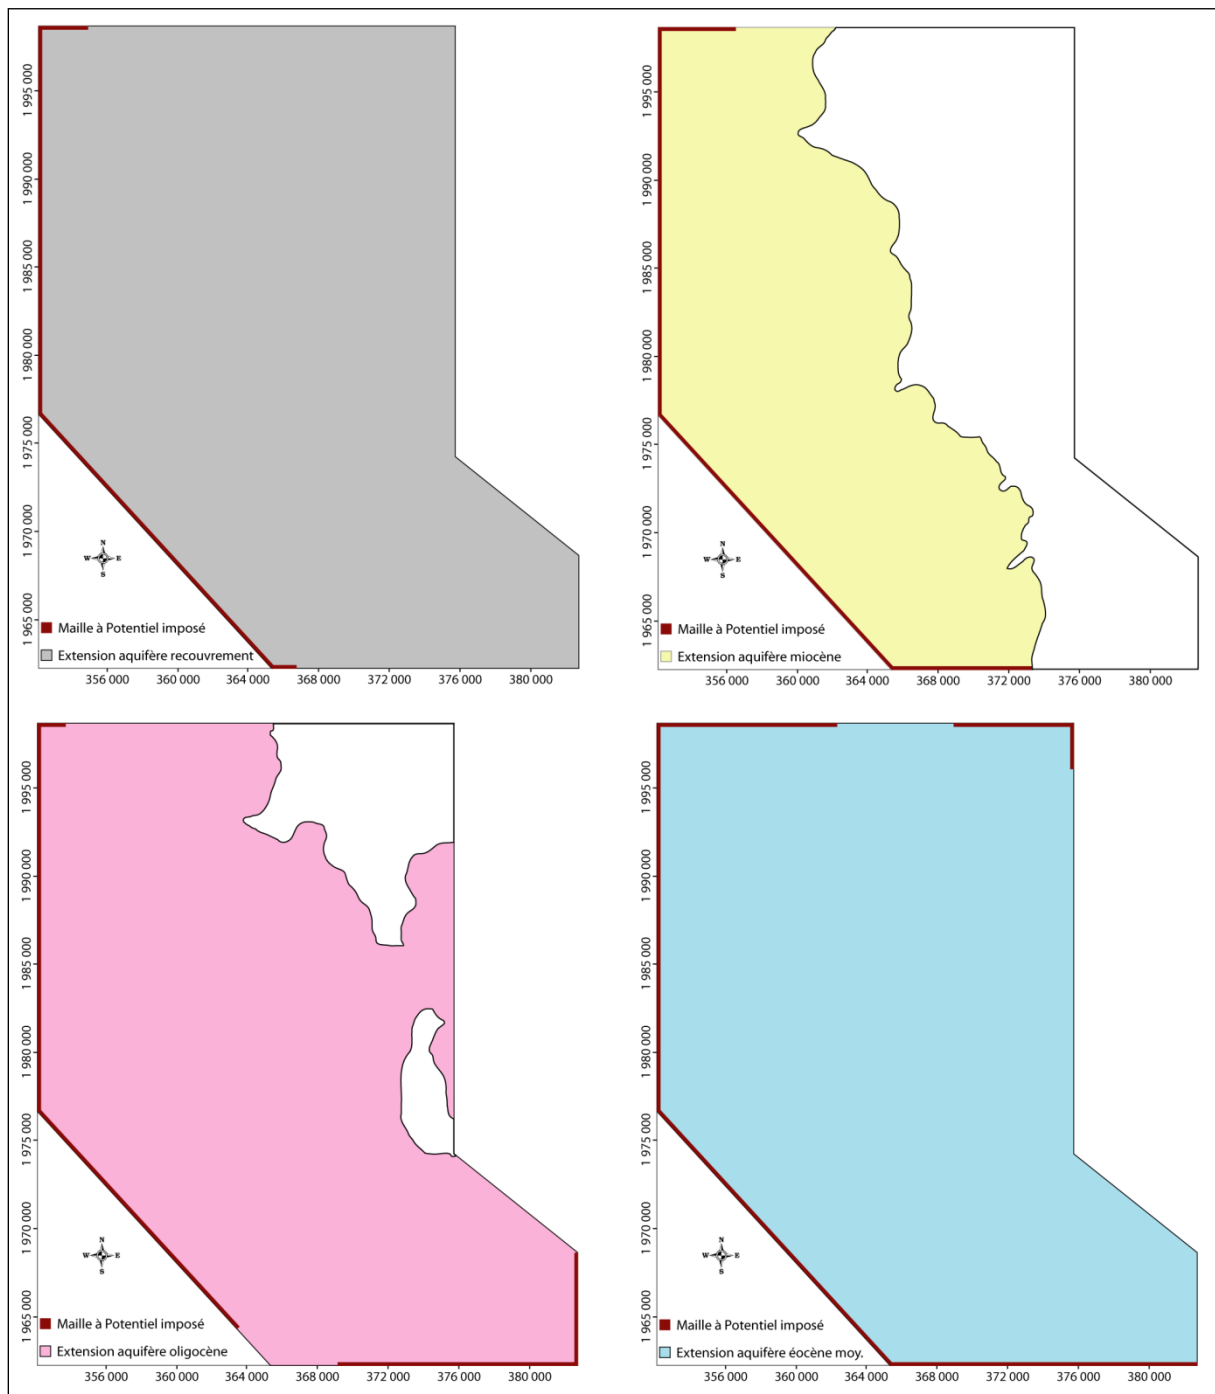 1 995 000
1 990 000
1 985 000
1 980 000
1 975 000
1 970 000
1 965 000
N
W E
S
Maille à Potentiel imposé
Extension aquifère recouvrement
356 000 360 000 364 000 368 000 372 000 376 000 380 000
1 995 000
1 990 000
1 985 000
1 980 000
1 975 000
1 970 000
1 965 000
N
W E
S
Maille à Potentiel imposé
Extension aquifère miocène
356 000 360 000 364 000 368 000 372 000 376 000 380 000
1 995 000
1 990 000
1 985 000
1 980 000
1 975 000
1 970 000
1 965 000
N
W E
S
Maille à Potentiel imposé
Extension aquifère oligocène
356 000 360 000 364 000 368 000 372 000 376 000 380 000
1 995 000
1 990 000
1 985 000
1 980 000
1 975 000
1 970 000
1 965 000
N
W E
S
Maille à Potentiel imposé
Extension aquifère éocène moy.
356 000 360 000 364 000 368 000 372 000 376 000 380 000